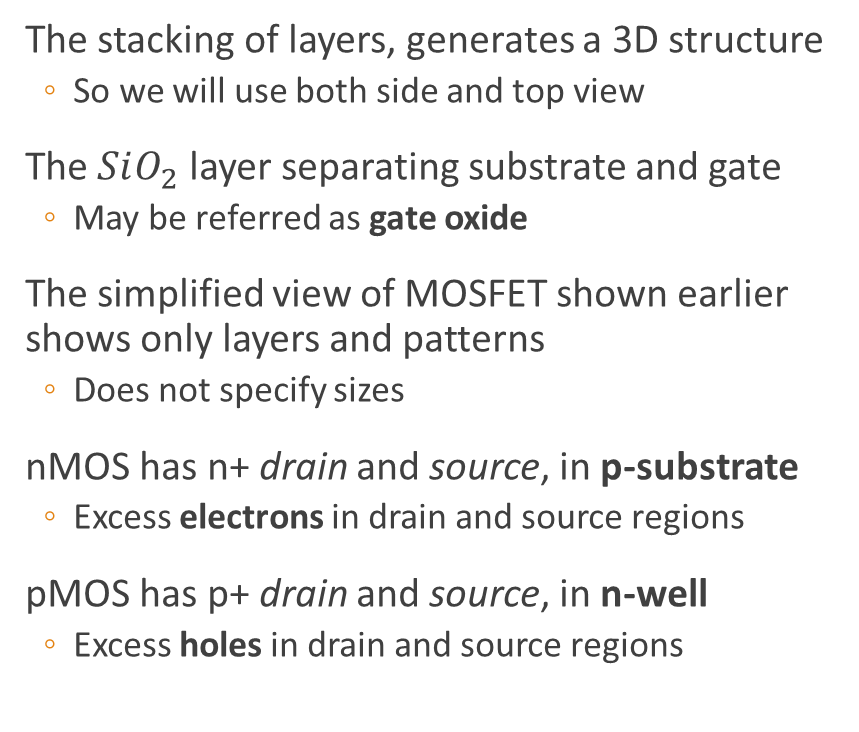 The stacking of layers, generates a 3D structure
◦ So we will use both side and top view
The SiO₂ layer separating substrate and gate
◦ May be referred as gate oxide
The simplified view of MOSFET shown earlier
shows only layers and patterns
◦ Does not specify sizes
nMOS has n+ drain and source, in p-substrate
◦ Excess electrons in drain and source regions
pMOS has p+ drain and source, in n-well
◦ Excess holes in drain and source regions